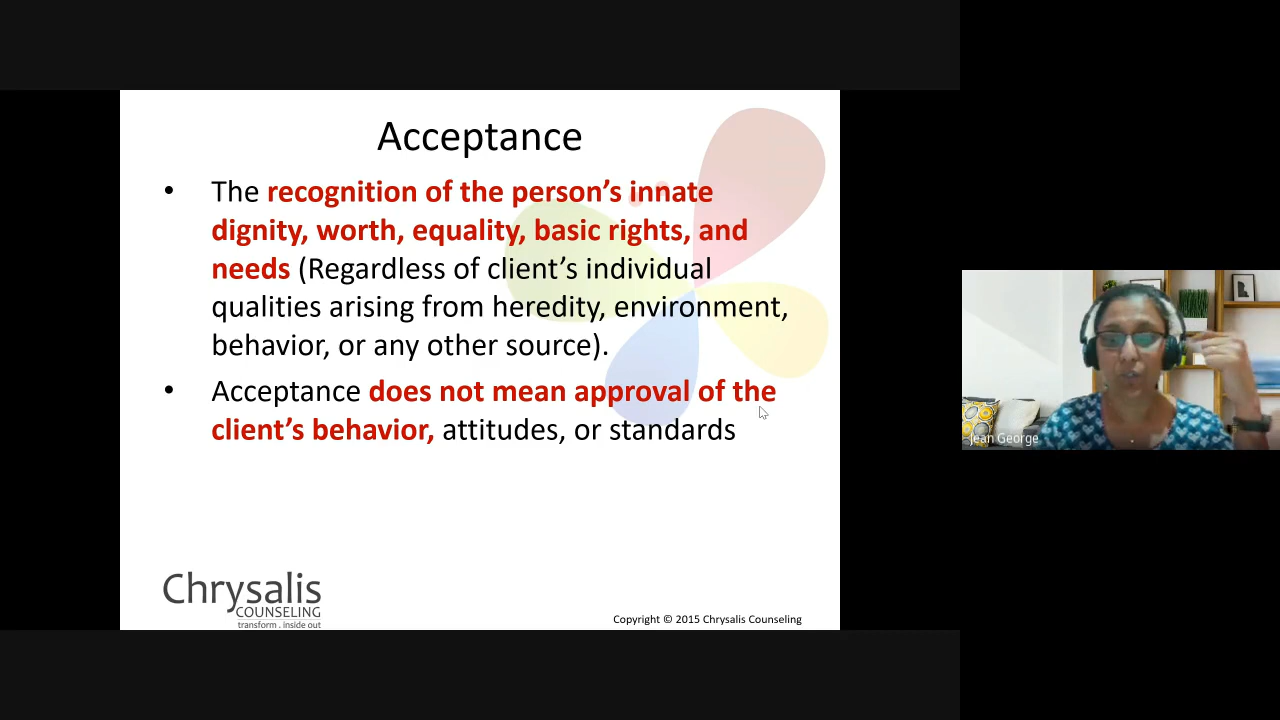 Acceptance
• The recognition of the person’s innate
dignity, worth, equality, basic rights, and
needs (Regardless of client’s individual
qualities arising from heredity, environment,
behavior, or any other source).
• Acceptance does not mean approval of the
client’s behavior, attitudes, or standards
Chrysalis
COUNSELING
transform . inside out
Copyright © 2015 Chrysalis Counseling
Jean George